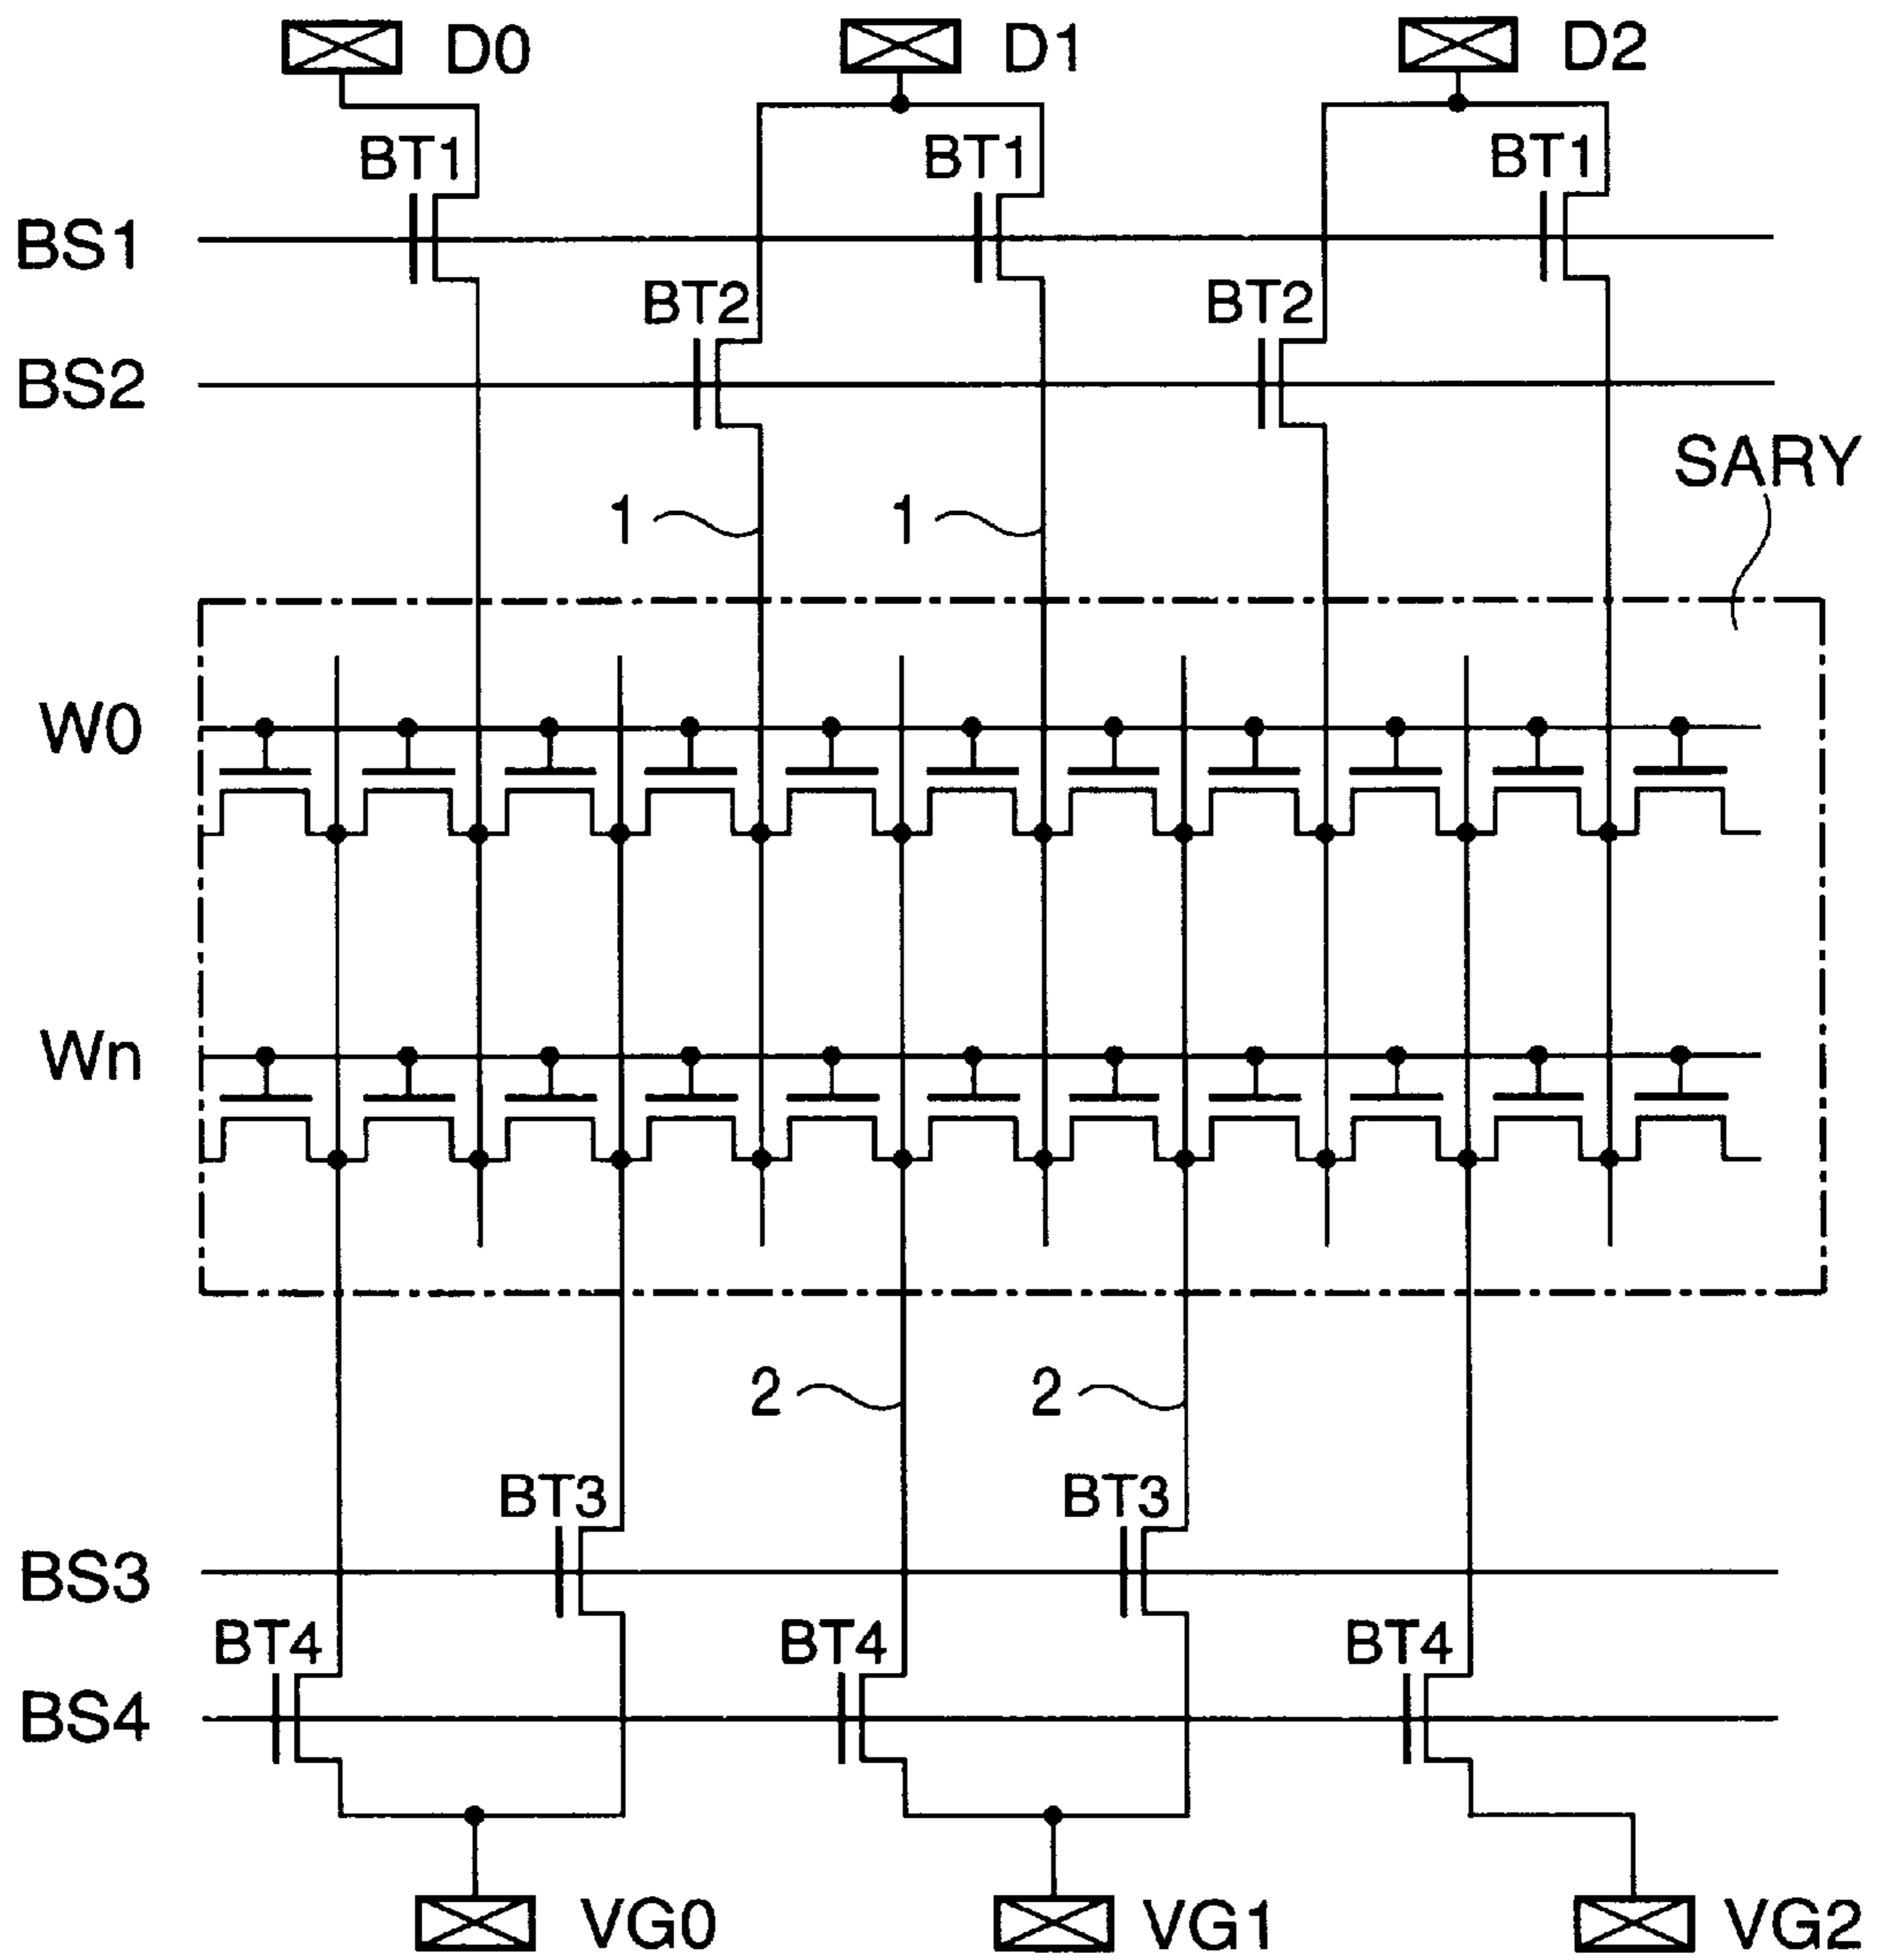 D0 D1 D2
BT1 BT1 BT1
BS1
BT2 BT2
BS2
SARY
1 1
W0
Wn
2 2
BT3 BT3
BS3
BT4 BT4 BT4
BS4
VG0 VG1 VG2